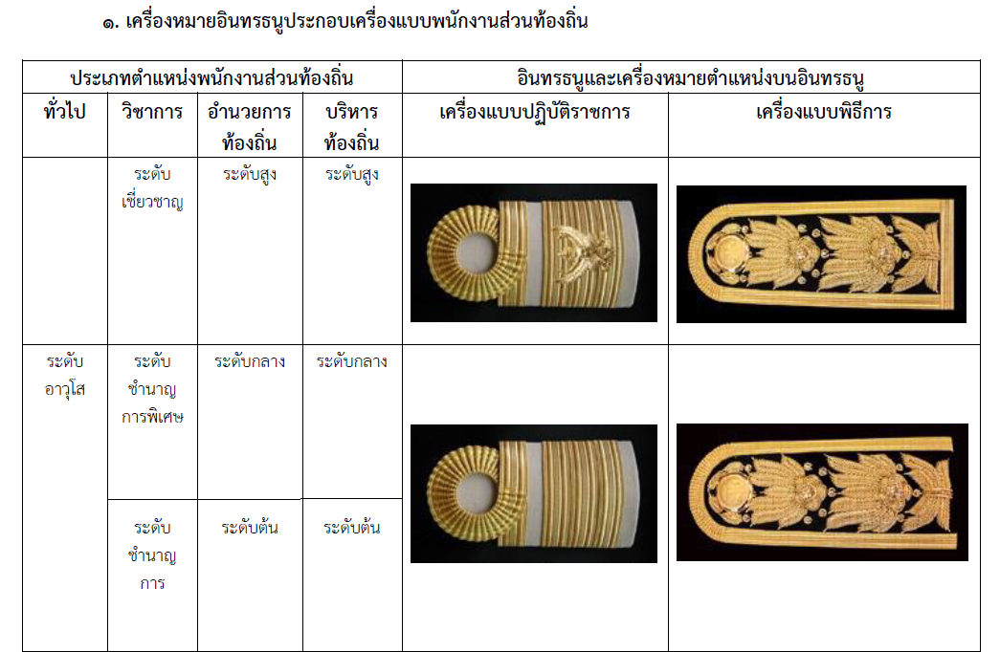 ๑. เครื่องหมายอินทรธนูประกอบเครื่องแบบพนักงานส่วนท้องถิ่น
ประเภทตำแหน่งพนักงานส่วนท้องถิ่น
อินทรธนูและเครื่องหมายตำแหน่งบนอินทรธนู
ทั่วไป
วิชาการ
อำนวยการ
ท้องถิ่น
บริหาร
ท้องถิ่น
เครื่องแบบปฏิบัติราชการ
เครื่องแบบพิธีการ
ระดับ
เชี่ยวชาญ
ระดับสูง
ระดับสูง
ระดับ
อาวุโส
ระดับ
ชำนาญ
การพิเศษ
ระดับกลาง
ระดับกลาง
ระดับ
ชำนาญ
การ
ระดับต้น
ระดับต้น